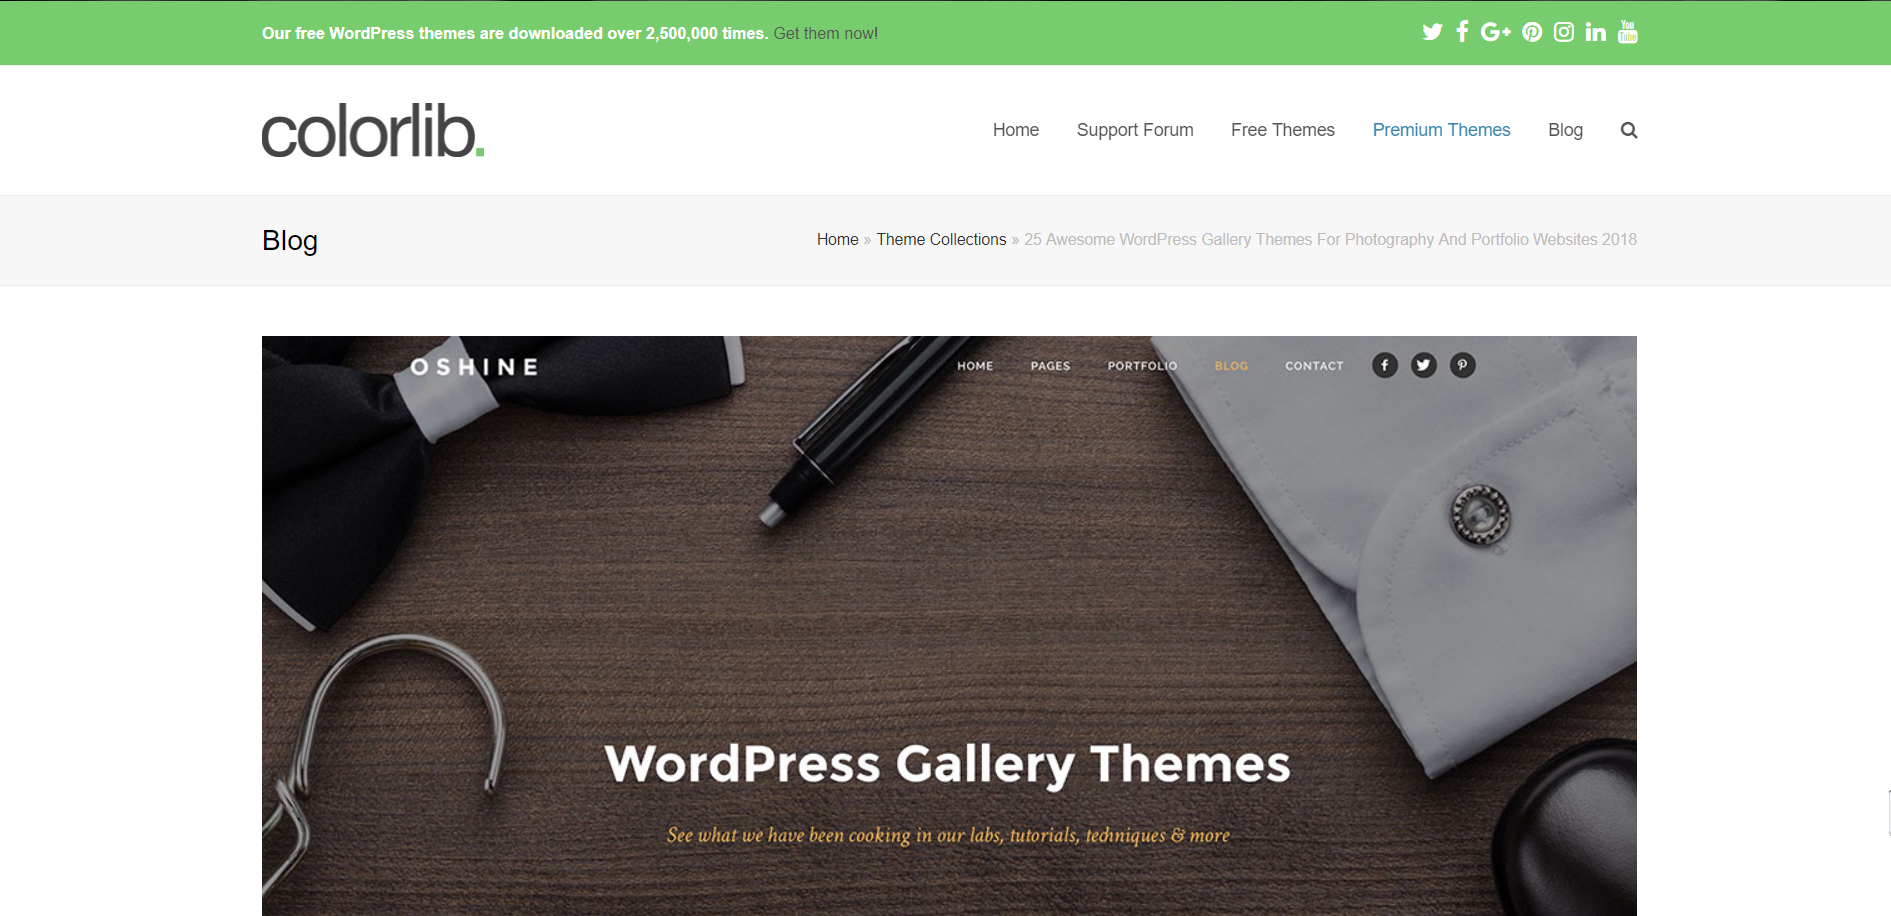 Our free WordPress themes are downloaded over 2,500,000 times. Get them now!
You
Tube
colorlib.
Home Support Forum Free Themes Premium Themes Blog
Blog
Home » Theme Collections » 25 Awesome WordPress Gallery Themes For Photography And Portfolio Websites 2018
OSHINE
HOME PAGES PORTFOLIO BLOG CONTACT
WordPress Gallery Themes
See what we have been cooking in our labs, tutorials, techniques & more